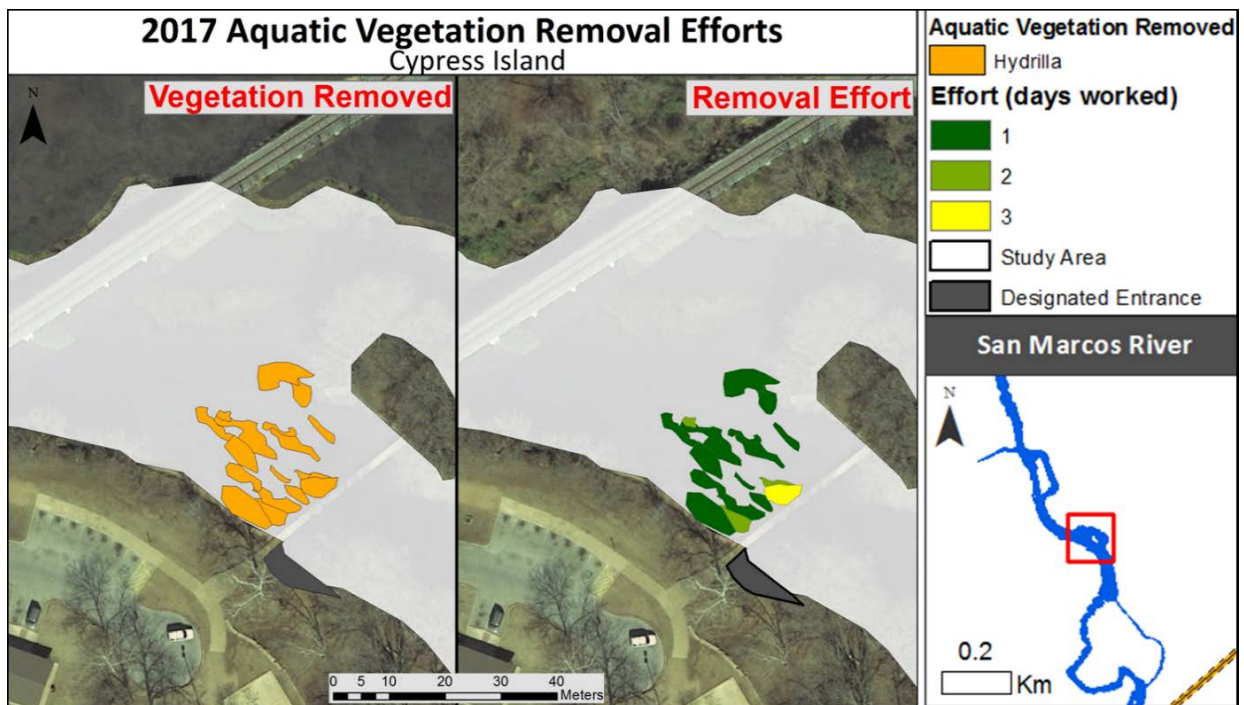 2017 Aquatic Vegetation Removal Efforts
Cypress Island
N
Vegetation Removed
Removal Effort
0 5 10 20 30 40
Meters
Aquatic Vegetation Removed
Hydrilla
Effort (days worked)
1
2
3
Study Area
Designated Entrance
San Marcos River
N
0.2
Km